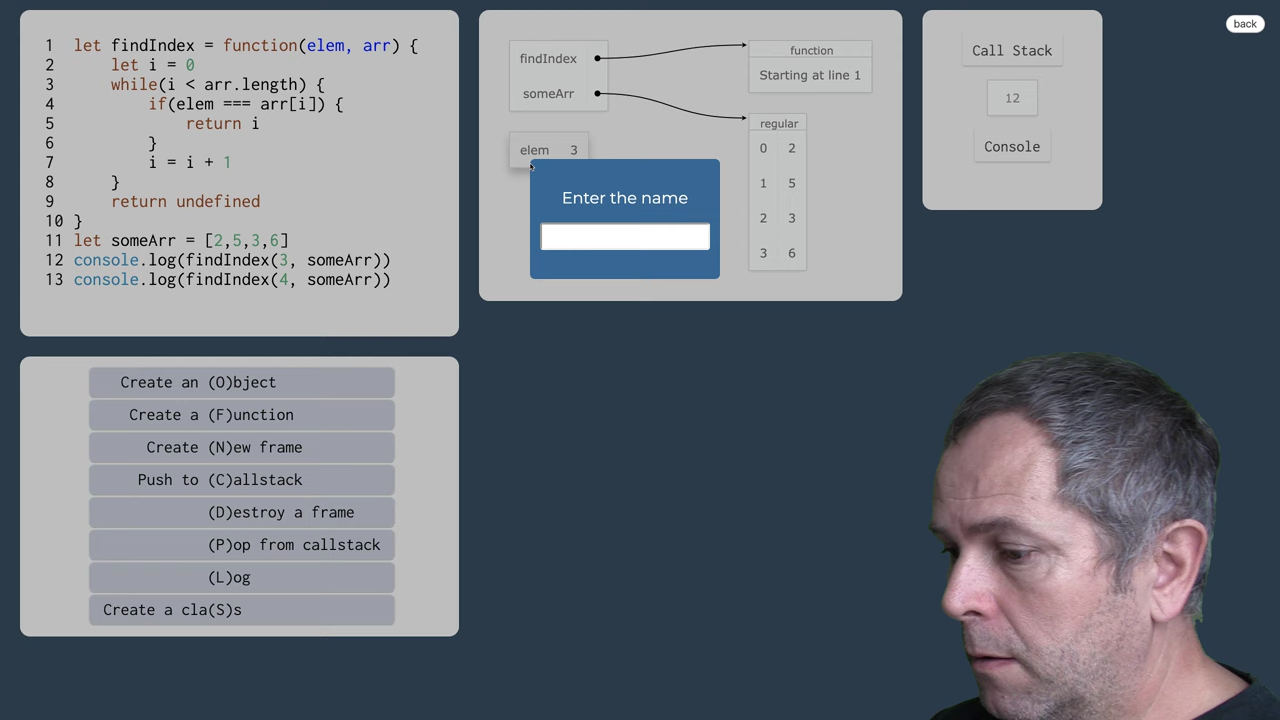 1 let findIndex = function(elem, arr) {
2 let i = 0
3 while(i < arr.length) {
4 if(elem === arr[i]) {
5 return i
6 }
7 i = i + 1
8 }
9 return undefined
10 }
11 let someArr = [2,5,3,6]
12 console.log(findIndex(3, someArr))
13 console.log(findIndex(4, someArr))
Create an (O)bject
Create a (F)unction
Create (N)ew frame
Push to (C)allstack
(D)estroy a frame
(P)op from callstack
(L)og
Create a cla(S)s
findIndex
someArr
elem 3
Enter the name
function
Starting at line 1
regular
0 2
1 5
2 3
3 6
Call Stack
12
Console
back